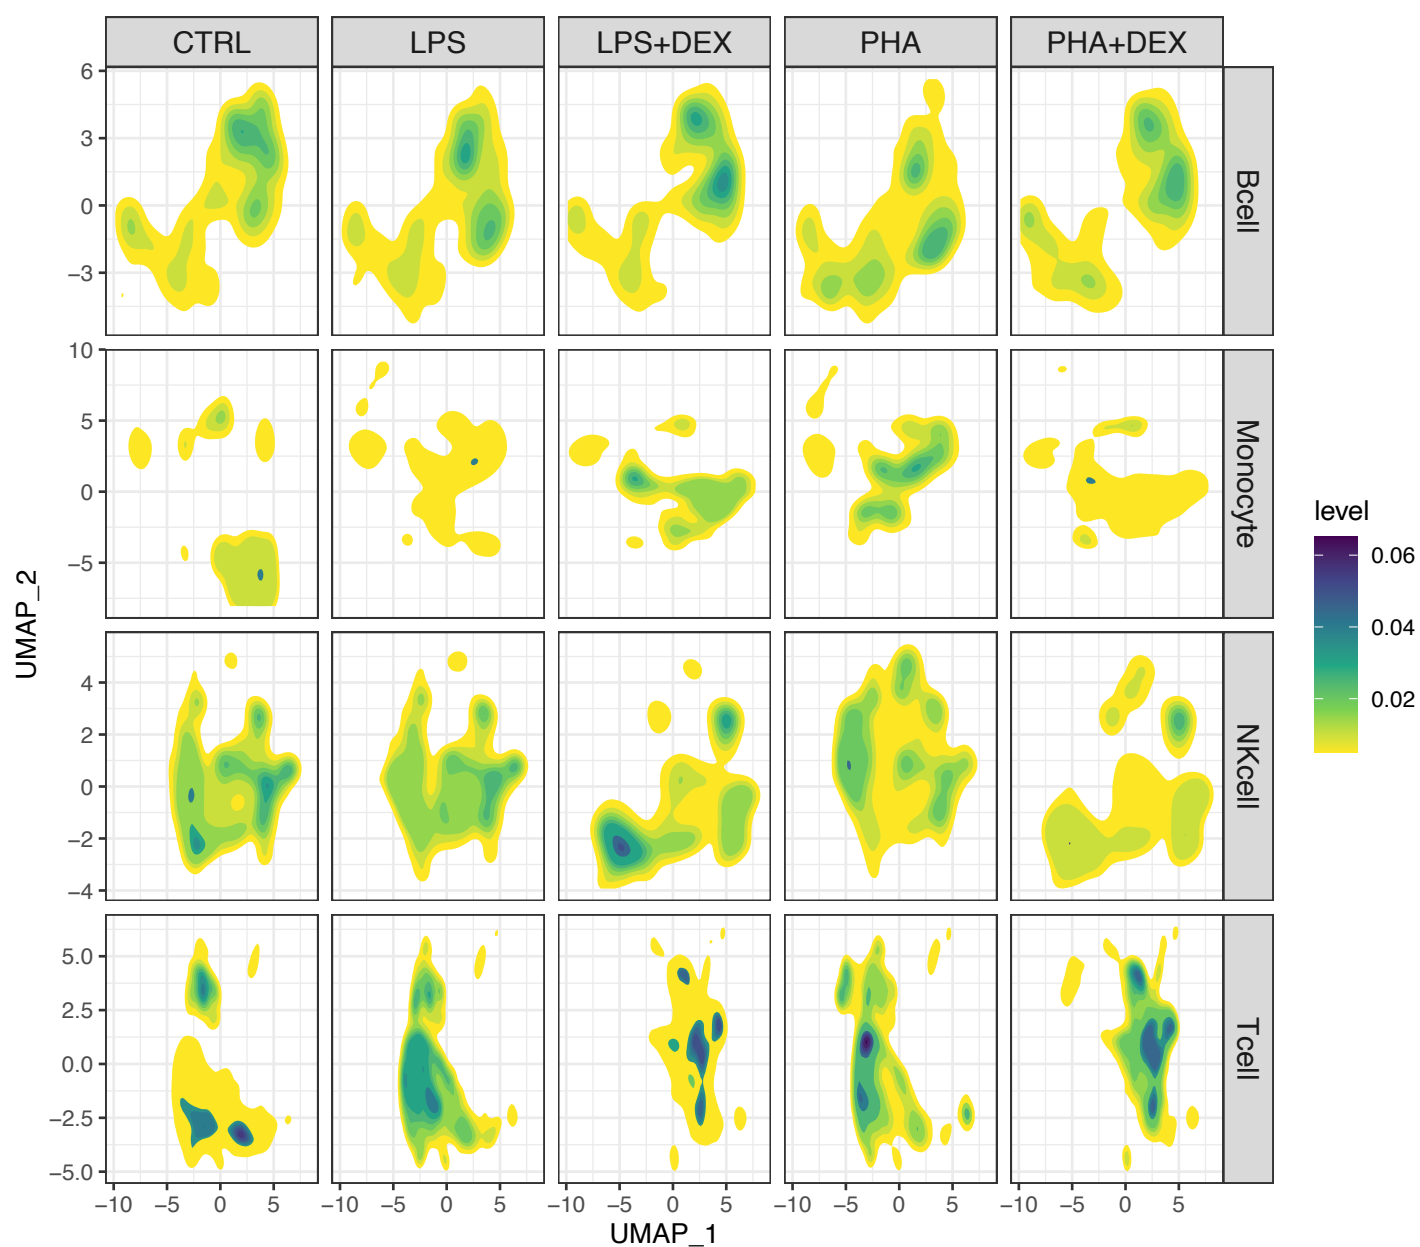 CTRL LPS LPS+DEX PHA PHA+DEX
6
3
0
−3
Bcell
10
5
0
−5
Monocyte
4
2
0
−2
−4
NKcell
5.0
2.5
0.0
−2.5
−5.0
Tcell
−10 −5 0 5 −10 −5 0 5 −10 −5 0 5 −10 −5 0 5 −10 −5 0 5
UMAP_1
UMAP_2
level
0.06
0.04
0.02